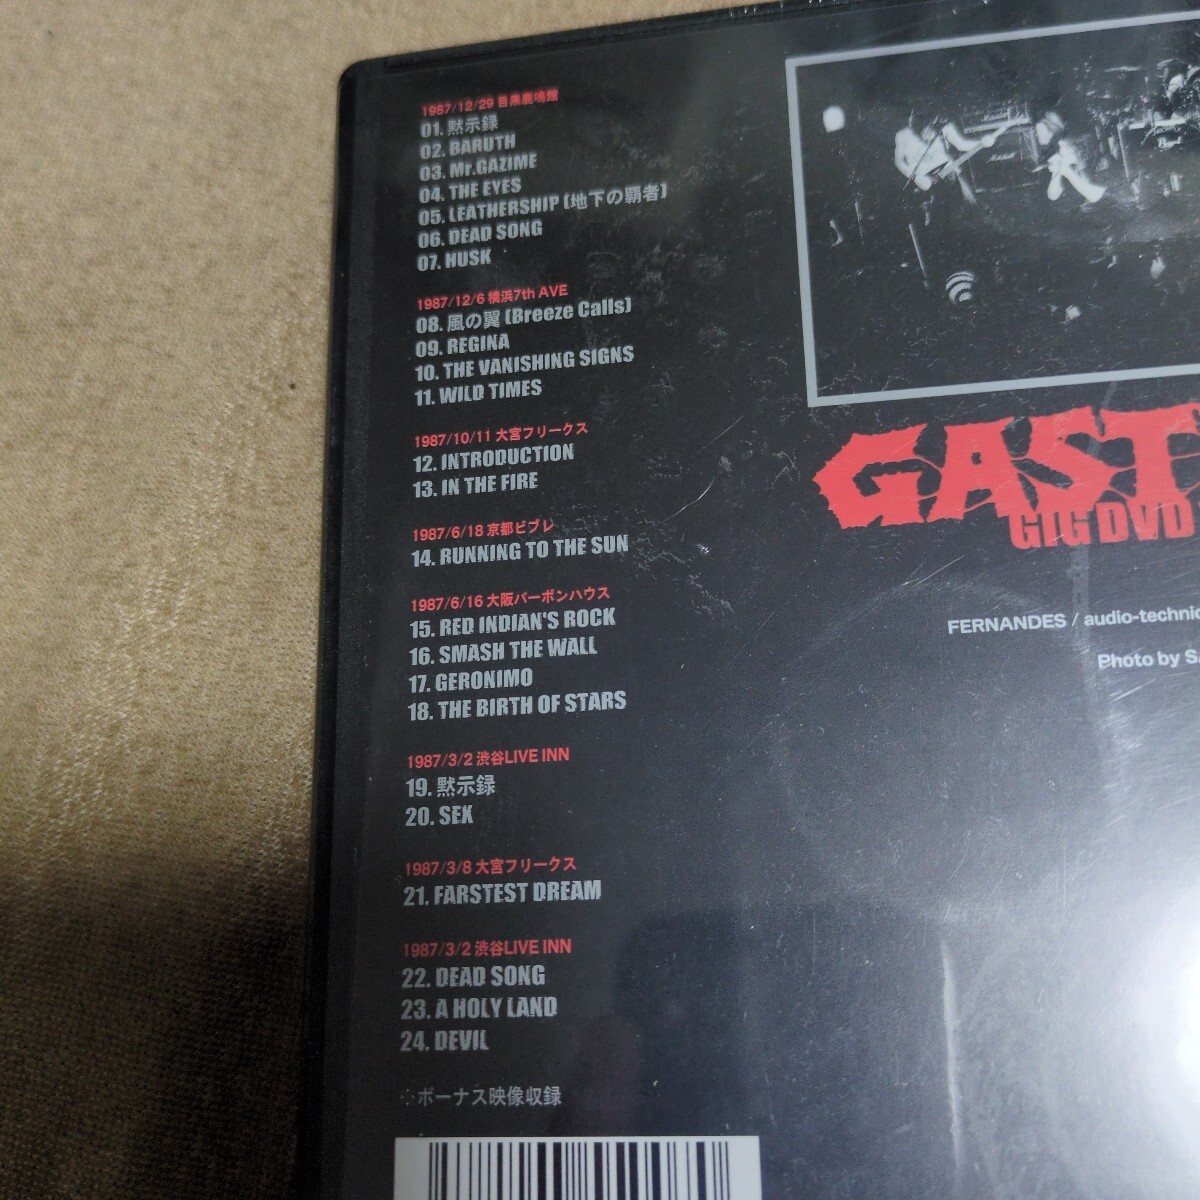 1987/12/29 目黒鹿鳴館
01. 黙示録
02. BARUTH
03. Mr.GAZIME
04. THE EYES
05. LEATHERSHIP (地下の覇者)
06. DEAD SONG
07. HUSK
1987/12/6 横浜7th AVE
08. 風の翼 (Breeze Calls)
09. REGINA
10. THE VANISHING SIGNS
11. WILD TIMES
1987/10/11 大宮フリークス
12. INTRODUCTION
13. IN THE FIRE
1987/6/18 京都ビブレ
14. RUNNING TO THE SUN
1987/6/16 大阪バーボンハウス
15. RED INDIAN'S ROCK
16. SMASH THE WALL
17. GERONIMO
18. THE BIRTH OF STARS
1987/3/2 渋谷LIVE INN
19. 黙示録
20. SEX
1987/3/8 大宮フリークス
21. FARSTEST DREAM
1987/3/2 渋谷LIVE INN
22. DEAD SONG
23. A HOLY LAND
24. DEVIL
※ボーナス映像収録
GAST
GIG DVD
FERNANDES / audio-technic
Photo by